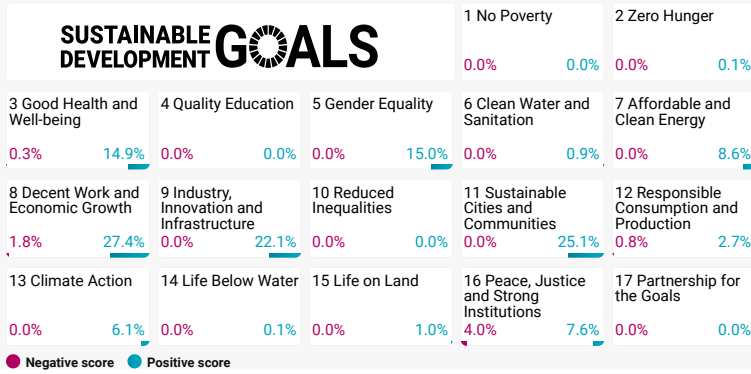 SUSTAINABLE
DEVELOPMENT
GOALS
1 No Poverty
0.0% 0.0%
2 Zero Hunger
0.0% 0.1%
3 Good Health and
Well-being
0.3% 14.9%
4 Quality Education
0.0% 0.0%
5 Gender Equality
0.0% 15.0%
6 Clean Water and
Sanitation
0.0% 0.9%
7 Affordable and
Clean Energy
0.0% 8.6%
8 Decent Work and
Economic Growth
1.8% 27.4%
9 Industry,
Innovation and
Infrastructure
0.0% 22.1%
10 Reduced
Inequalities
0.0% 0.0%
11 Sustainable
Cities and
Communities
0.0% 25.1%
12 Responsible
Consumption and
Production
0.8% 2.7%
13 Climate Action
0.0% 6.1%
14 Life Below Water
0.0% 0.1%
15 Life on Land
0.0% 1.0%
16 Peace, Justice
and Strong
Institutions
4.0% 7.6%
17 Partnership for
the Goals
0.0% 0.0%
Negative score Positive score